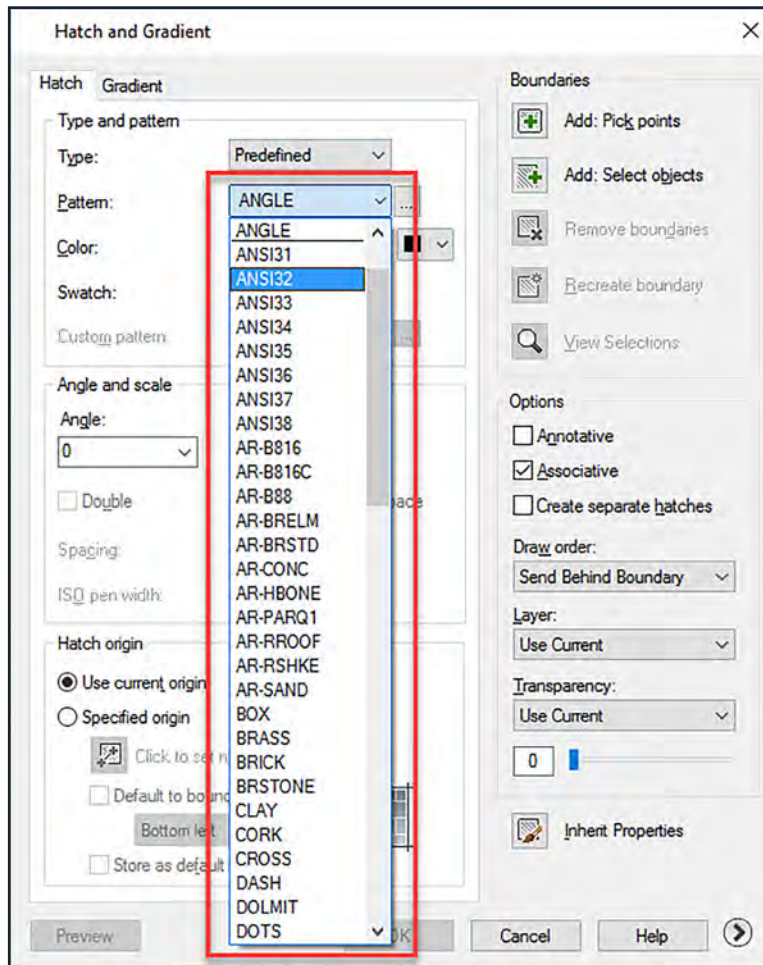 Hatch and Gradient
Hatch Gradient
Type and pattern
Type: Predefined
Pattern: ANGLE ...
Color:
Swatch:
Custom pattern: ...
ANGLE
ANSI31
ANSI32
ANSI33
ANSI34
ANSI35
ANSI36
ANSI37
ANSI38
AR-B816
AR-B816C
AR-B88
AR-BRELM
AR-BRSTD
AR-CONC
AR-HBONE
AR-PARQ1
AR-RROOF
AR-RSHKE
AR-SAND
BOX
BRASS
BRICK
BRSTONE
CLAY
CORK
CROSS
DASH
DOLMIT
DOTS
Angle and scale
Angle:
0
Double
Spacing:
ISO pen width:
Hatch origin
Use current origin
Specified origin
Click to set n
Default to boun
Bottom left
Store as default
Preview
Boundaries
Add: Pick points
Add: Select objects
Remove boundaries
Recreate boundary
View Selections
Options
Annotative
Associative
Create separate hatches
Draw order:
Send Behind Boundary
Layer:
Use Current
Transparency:
Use Current
0
Inherit Properties
Cancel Help